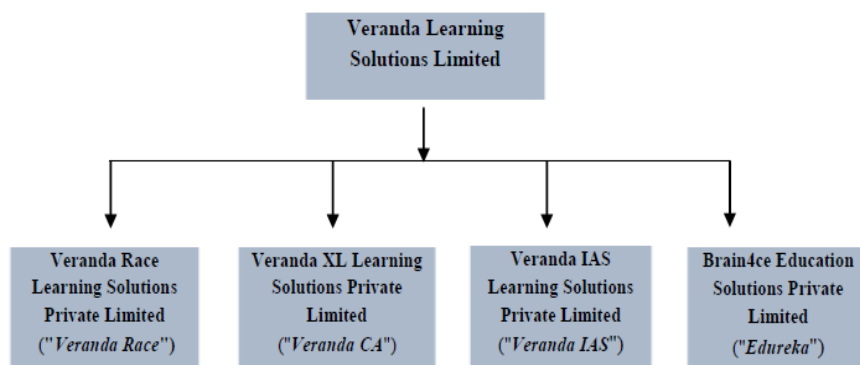 Veranda Learning
Solutions Limited
Veranda Race
Learning Solutions
Private Limited
("Veranda Race")
Veranda XL Learning
Solutions Private
Limited
("Veranda CA")
Veranda IAS
Learning Solutions
Private Limited
("Veranda IAS")
Brain4ce Education
Solutions Private
Limited
("Edureka")